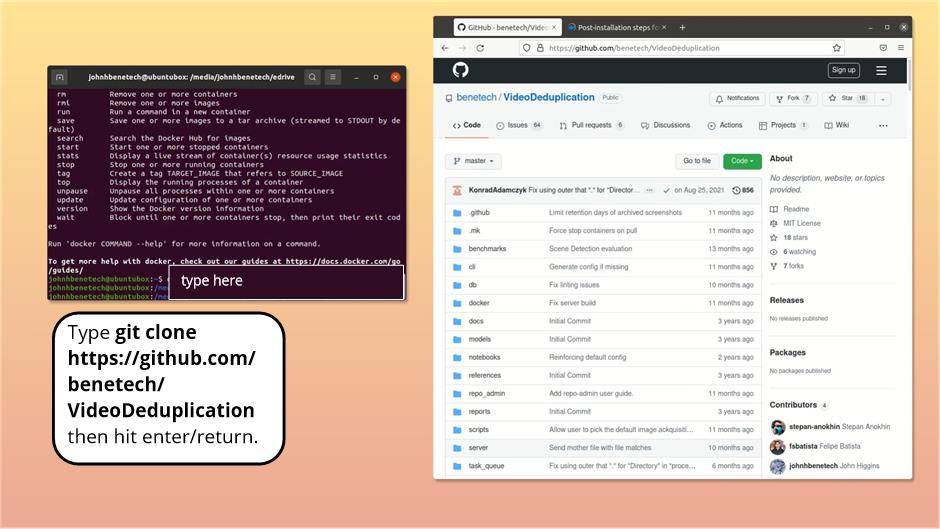 johnhbenetech@ubuntubox: /media/johnhbenetech/edrive
rm Remove one or more containers
rmi Remove one or more images
run Run a command in a new container
save Save one or more images to a tar archive (streamed to STDOUT by de
fault)
search Search the Docker Hub for images
start Start one or more stopped containers
stats Display a live stream of container(s) resource usage statistics
stop Stop one or more running containers
tag Create a tag TARGET_IMAGE that refers to SOURCE_IMAGE
top Display the running processes of a container
unpause Unpause all processes within one or more containers
update Update configuration of one or more containers
version Show the Docker version information
wait Block until one or more containers stop, then print their exit cod
es
Run 'docker COMMAND --help' for more information on a command.
To get more help with docker, check out our guides at https://docs.docker.com/go
/guides/
johnhbenetech@ubuntubox:~$
johnhbenetech@ubuntubox:
johnhbenetech@ubuntubox:
type here
Type git clone
https://github.com/
benetech/
VideoDeduplication
then hit enter/return.
GitHub - benetech/Video
Post-installation steps
https://github.com/benetech/VideoDeduplication
Sign up
benetech / VideoDeduplication Public
Notifications Fork 7 Star 18
Code Issues 64 Pull requests 6 Discussions Actions Projects 1 Wiki
master Go to file Code
KonradAdamczyk Fix using outer that "." for "Director... on Aug 25, 2021 856
.github Limit retention days of archived screenshots 11 months ago
.mk Force stop containers on pull 11 months ago
benchmarks Scene Detection evaluation 13 months ago
cli Generate config if missing 11 months ago
db Fix linting issues 10 months ago
docker Fix server build 11 months ago
docs Initial Commit 3 years ago
models Initial Commit 3 years ago
notebooks Reinforcing default config 2 years ago
references Initial Commit 3 years ago
repo_admin Add repo-admin user guide. 11 months ago
reports Initial Commit 3 years ago
scripts Allow user to pick the default image ackquisiti... 11 months ago
server Send mother file with file matches 10 months ago
task_queue Fix using outer that "." for "Directory" in "proce... 6 months ago
About
No description, website, or topics
provided.
Readme
MIT License
18 stars
6 watching
7 forks
Releases
No releases published
Packages
No packages published
Contributors 4
stepan-anokhin Stepan Anokhin
fsbatista Felipe Batista
johnhbenetech John Higgins